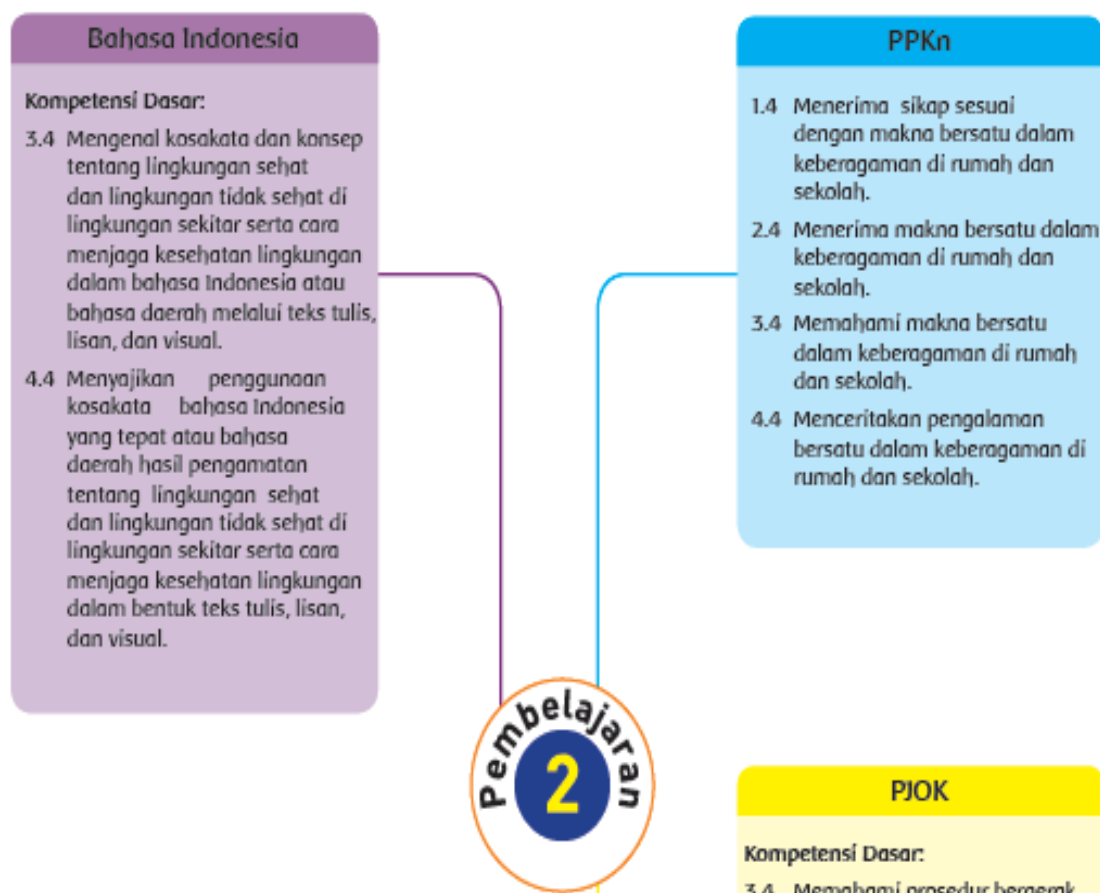 Bahasa Indonesia
Kompetensi Dasar:
3.4 Mengenal kosakata dan konsep
tentang lingkungan sehat
dan lingkungan tidak sehat di
lingkungan sekitar serta cara
menjaga kesehatan lingkungan
dalam bahasa Indonesia atau
bahasa daerah melalui teks tulis,
lisan, dan visual.
4.4 Menyajikan penggunaan
kosakata bahasa Indonesia
yang tepat atau bahasa
daerah hasil pengamatan
tentang lingkungan sehat
dan lingkungan tidak sehat di
lingkungan sekitar serta cara
menjaga kesehatan lingkungan
dalam bentuk teks tulis, lisan,
dan visual.
PPKn
1.4 Menerima sikap sesuai
dengan makna bersatu dalam
keberagaman di rumah dan
sekolah.
2.4 Menerima makna bersatu dalam
keberagaman di rumah dan
sekolah.
3.4 Memahami makna bersatu
dalam keberagaman di rumah
dan sekolah.
4.4 Menceritakan pengalaman
bersatu dalam keberagaman di
rumah dan sekolah.
Pembelajaran
2
PJOK
Kompetensi Dasar:
3.4 Memahami prosedur bergerak